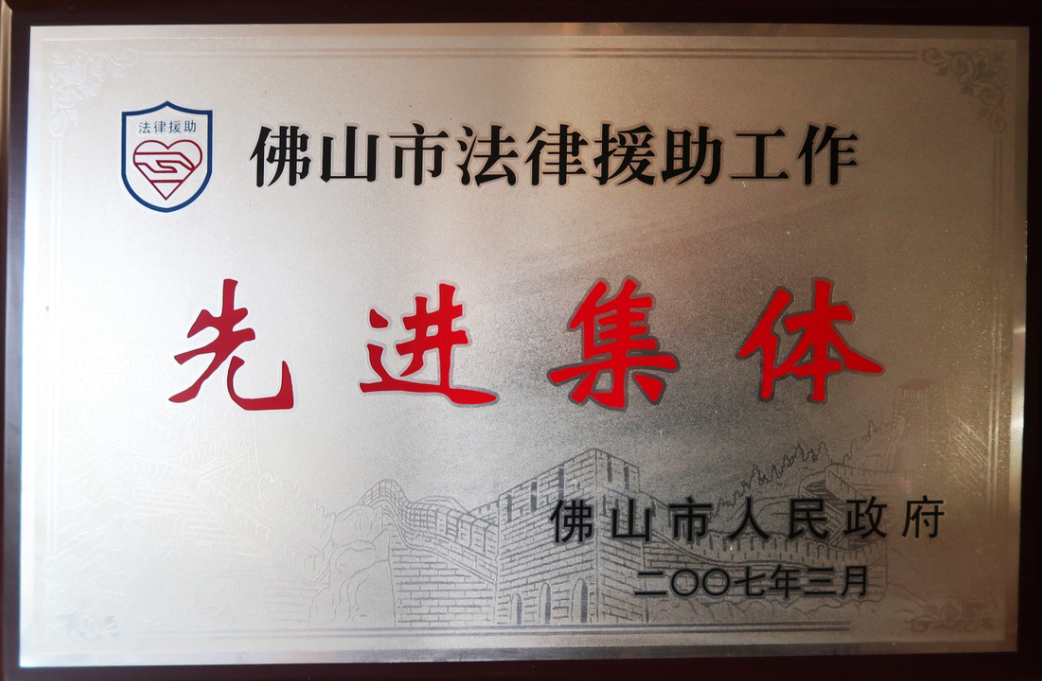 法律援助
佛山市法律援助工作
先进集体
佛山市人民政府
二〇〇七年三月